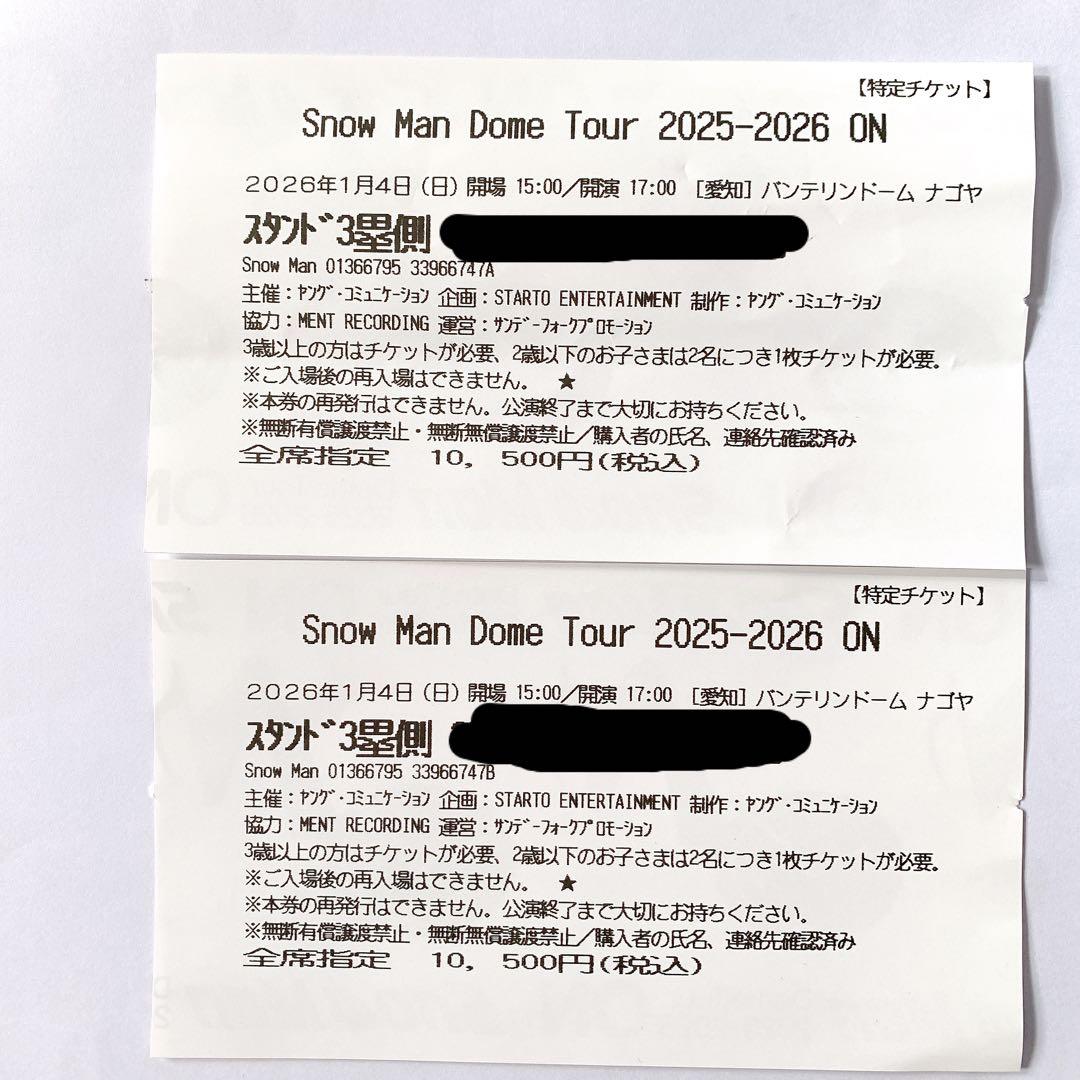 【特定チケット】
Snow Man Dome Tour 2025-2026 ON
2026年1月4日(日) 開場 15:00/開演 17:00 [愛知] バンテリンドーム ナゴヤ
ｽﾀﾝﾄﾞ3塁側
Snow Man 01366795 33966747A
主催：ﾔﾝｸﾞ･ｺﾐｭﾆｹｰｼｮﾝ 企画：STARTO ENTERTAINMENT 制作：ﾔﾝｸﾞ･ｺﾐｭﾆｹｰｼｮﾝ
協力：MENT RECORDING 運営：ｻﾝﾃﾞｰﾌｫｰｸﾌﾟﾛﾓｰｼｮﾝ
3歳以上の方はチケットが必要、2歳以下のお子さまは2名につき1枚チケットが必要。
※ご入場後の再入場はできません。 ★
※本券の再発行はできません。公演終了まで大切にお持ちください。
※無断有償譲渡禁止・無断無償譲渡禁止/購入者の氏名、連絡先確認済み
全席指定 10，500円(税込)
【特定チケット】
Snow Man Dome Tour 2025-2026 ON
2026年1月4日(日) 開場 15:00/開演 17:00 [愛知] バンテリンドーム ナゴヤ
ｽﾀﾝﾄﾞ3塁側
Snow Man 01366795 33966747B
主催：ﾔﾝｸﾞ･ｺﾐｭﾆｹｰｼｮﾝ 企画：STARTO ENTERTAINMENT 制作：ﾔﾝｸﾞ･ｺﾐｭﾆｹｰｼｮﾝ
協力：MENT RECORDING 運営：ｻﾝﾃﾞｰﾌｫｰｸﾌﾟﾛﾓｰｼｮﾝ
3歳以上の方はチケットが必要、2歳以下のお子さまは2名につき1枚チケットが必要。
※ご入場後の再入場はできません。 ★
※本券の再発行はできません。公演終了まで大切にお持ちください。
※無断有償譲渡禁止・無断無償譲渡禁止/購入者の氏名、連絡先確認済み
全席指定 10，500円(税込)